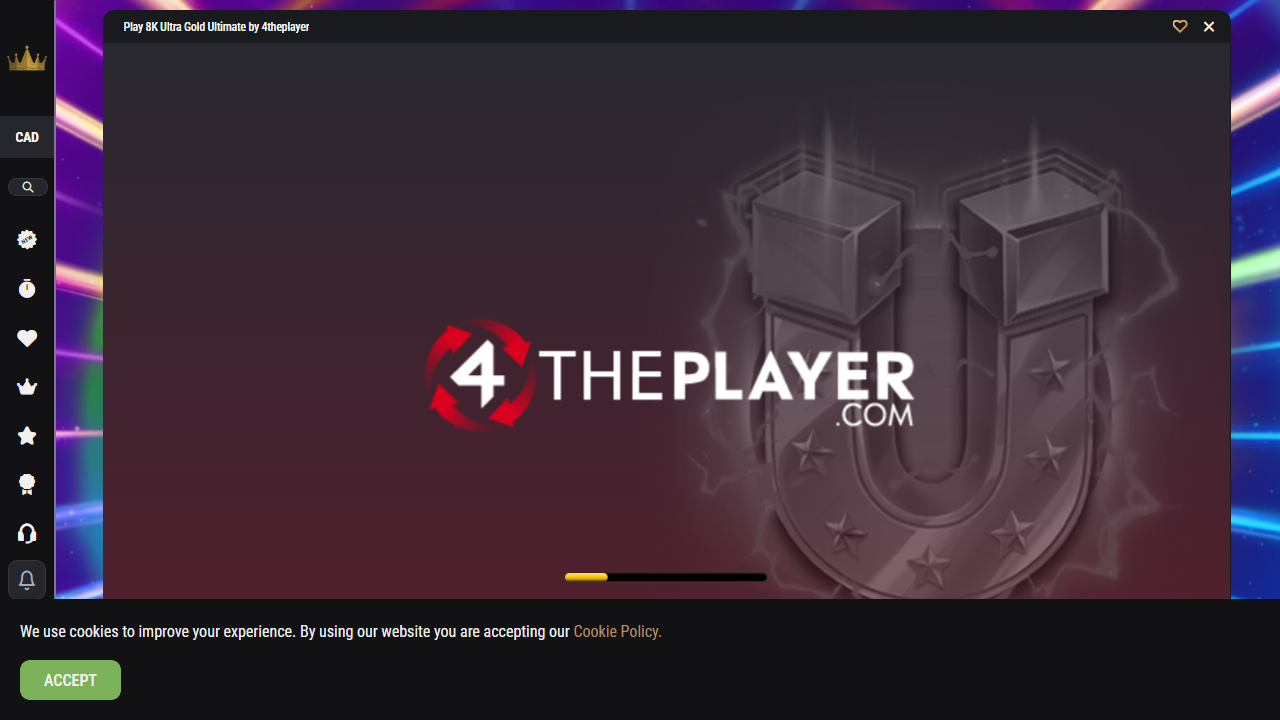 Play 8K Ultra Gold Ultimate by 4theplayer
CAD
NEW
4THEPLAYER
.COM
We use cookies to improve your experience. By using our website you are accepting our Cookie Policy.
ACCEPT